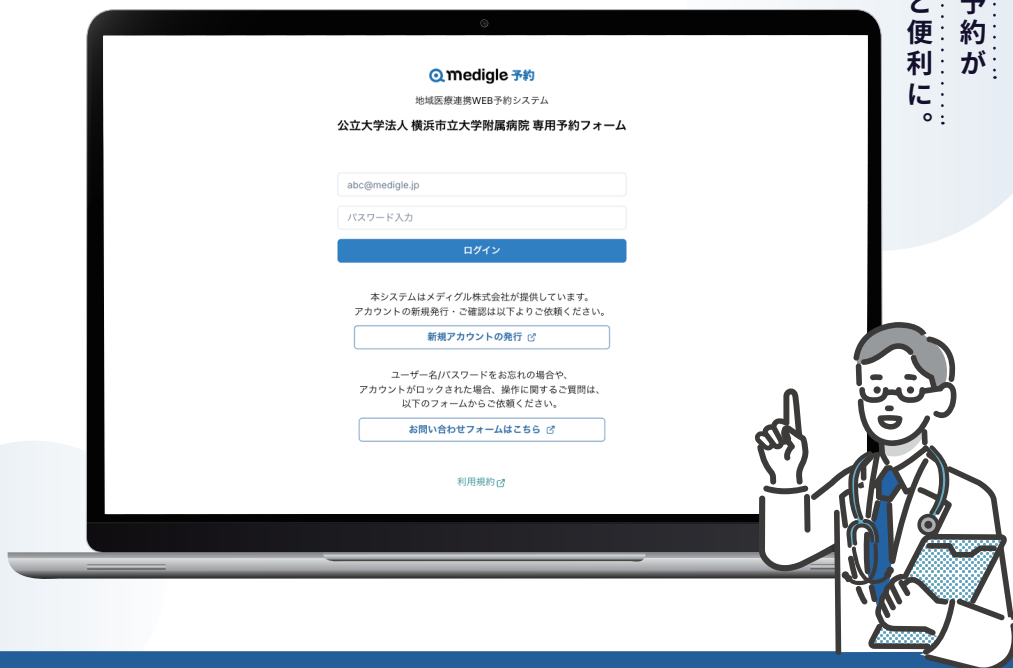 予約が
と便利に。
medigle 予約
地域医療連携WEB予約システム
公立大学法人 横浜市立大学附属病院 専用予約フォーム
abc@medigle.jp
パスワード入力
ログイン
本システムはメディグル株式会社が提供しています。
アカウントの新規発行・ご確認は以下よりご依頼ください。
新規アカウントの発行
ユーザー名/パスワードをお忘れの場合や、
アカウントがロックされた場合、操作に関するご質問は、
以下のフォームからご依頼ください。
お問い合わせフォームはこちら
利用規約